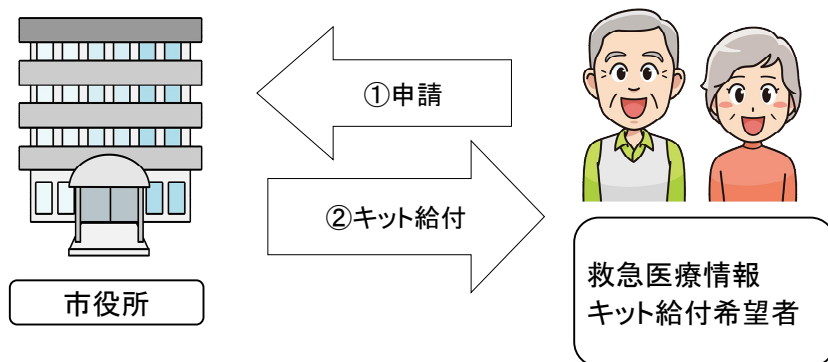 ①申請
②キット給付
市役所
救急医療情報
キット給付希望者